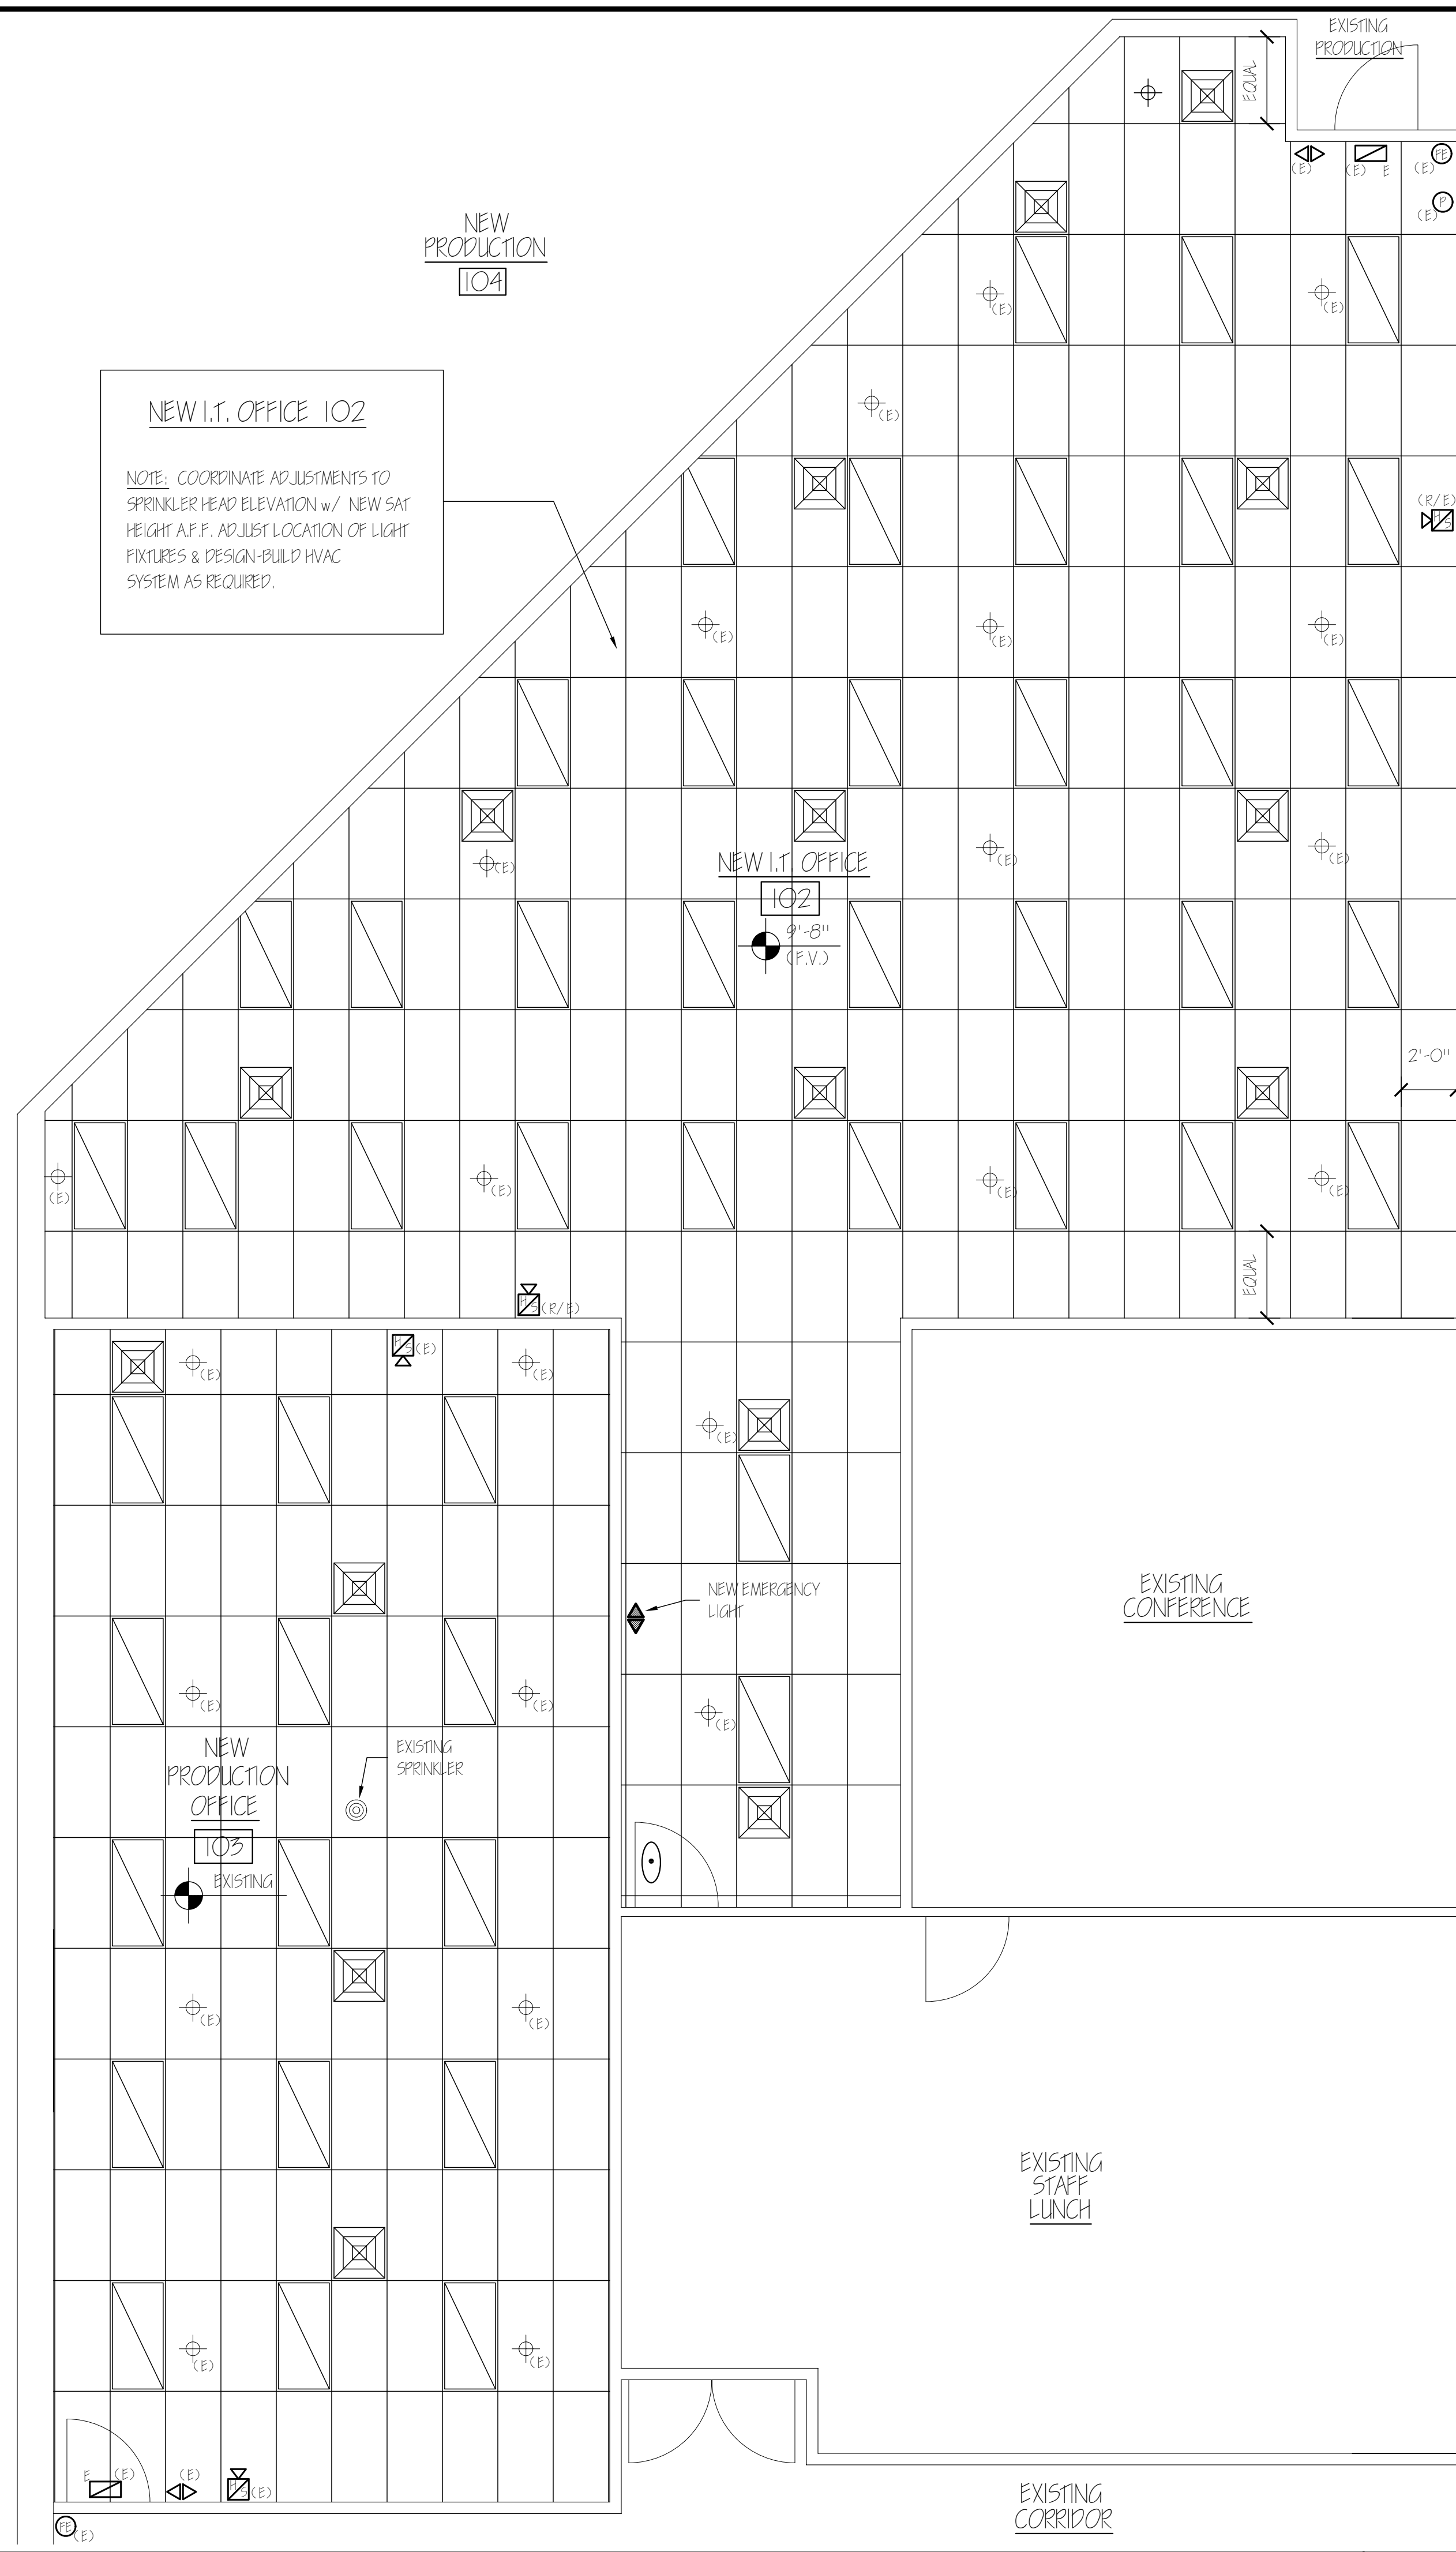 EXISTING
PRODUCTION
EQUAL
(E)
(E) E
(E) FE
(E) P
NEW
PRODUCTION
104
(E)
(E)
NEW I.T. OFFICE 102
NOTE: COORDINATE ADJUSTMENTS TO
SPRINKLER HEAD ELEVATION w/ NEW SAT
HEIGHT A.F.F. ADJUST LOCATION OF LIGHT
FIXTURES & DESIGN-BUILD HVAC
SYSTEM AS REQUIRED.
(E)
(R/E)
H S
(E)
(E)
(E)
(E)
(E)
(E)
NEW I.T. OFFICE
102
9'-8"
(F.V.)
2'-0"
(E)
(E)
(E)
(E)
EQUAL
H S (R/E)
H S (E)
(E)
(E)
(E)
NEW EMERGENCY
LIGHT
EXISTING
CONFERENCE
(E)
(E)
(E)
NEW
PRODUCTION
OFFICE
103
EXISTING
EXISTING
SPRINKLER
(E)
(E)
EXISTING
STAFF
LUNCH
(E)
(E)
E (E)
(E)
H S (E)
FE (E)
EXISTING
CORRIDOR